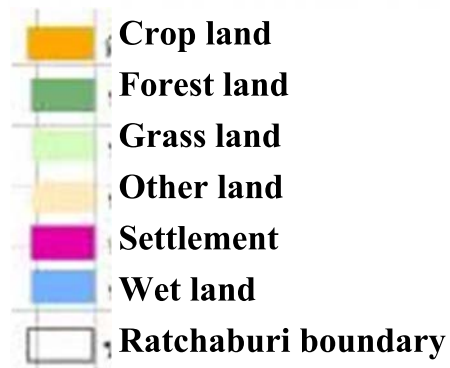 Crop land
Forest land
Grass land
Other land
Settlement
Wet land
Ratchaburi boundary